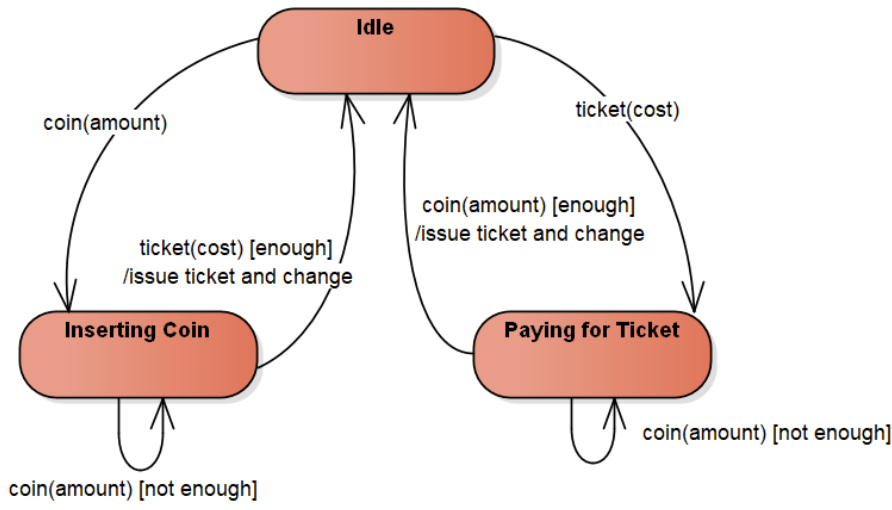 Idle
coin(amount)
ticket(cost)
coin(amount) [enough]
/issue ticket and change
ticket(cost) [enough]
/issue ticket and change
Inserting Coin
Paying for Ticket
coin(amount) [not enough]
coin(amount) [not enough]